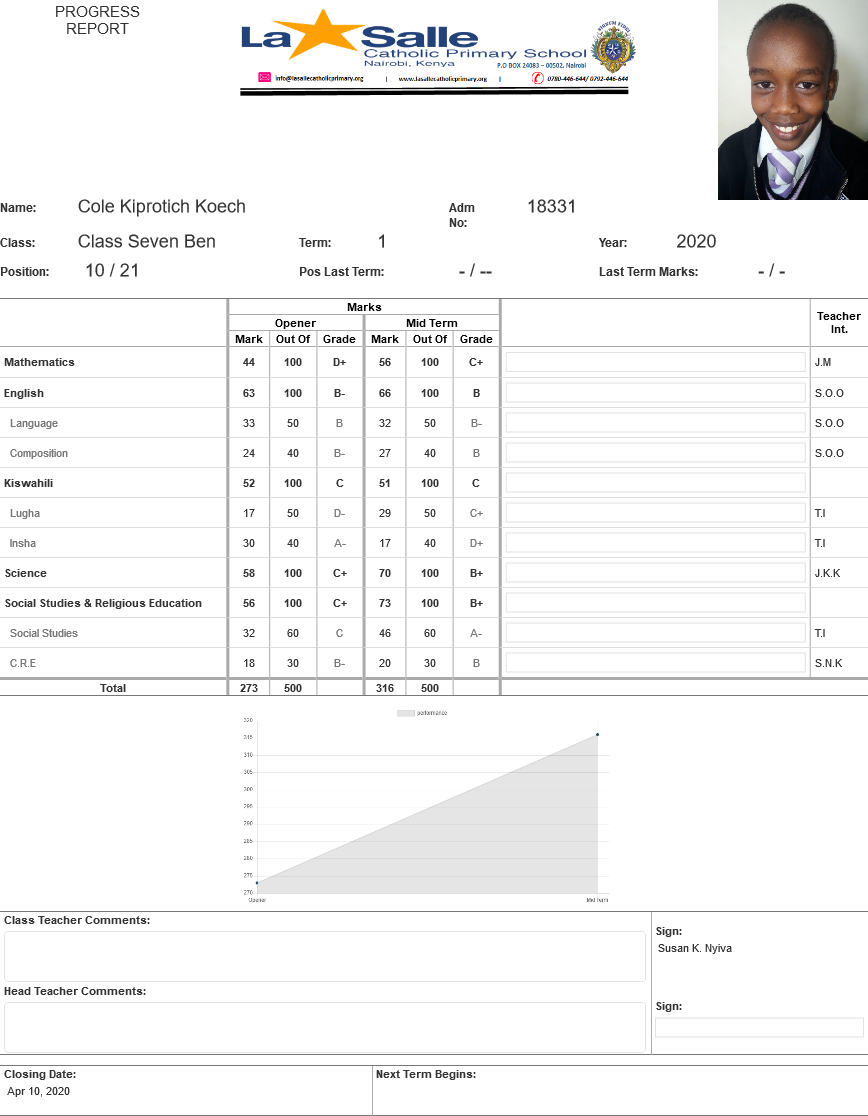 PROGRESS
REPORT
La Salle
Catholic Primary School
Nairobi, Kenya
P.O BOX 24083 – 00502, Nairobi
info@lasallecatholicprimary.org | www.lasallecatholicprimary.org | 0780-446-644/ 0792-446-644
Name: Cole Kiprotich Koech Adm No: 18331
Class: Class Seven Ben Term: 1 Year: 2020
Position: 10 / 21 Pos Last Term: - / -- Last Term Marks: - / -
Marks
Opener Mid Term Teacher Int.
Mark Out Of Grade Mark Out Of Grade
Mathematics 44 100 D+ 56 100 C+ J.M
English 63 100 B- 66 100 B S.O.O
Language 33 50 B 32 50 B- S.O.O
Composition 24 40 B- 27 40 B S.O.O
Kiswahili 52 100 C 51 100 C
Lugha 17 50 D- 29 50 C+ T.I
Insha 30 40 A- 17 40 D+ T.I
Science 58 100 C+ 70 100 B+ J.K.K
Social Studies & Religious Education 56 100 C+ 73 100 B+
Social Studies 32 60 C 46 60 A- T.I
C.R.E 18 30 B- 20 30 B S.N.K
Total 273 500 316 500
performance
320
315
310
305
300
295
290
285
280
275
270
Opener Mid Term
Class Teacher Comments:
Sign:
Susan K. Nyiva
Head Teacher Comments:
Sign:
Closing Date: Next Term Begins:
Apr 10, 2020